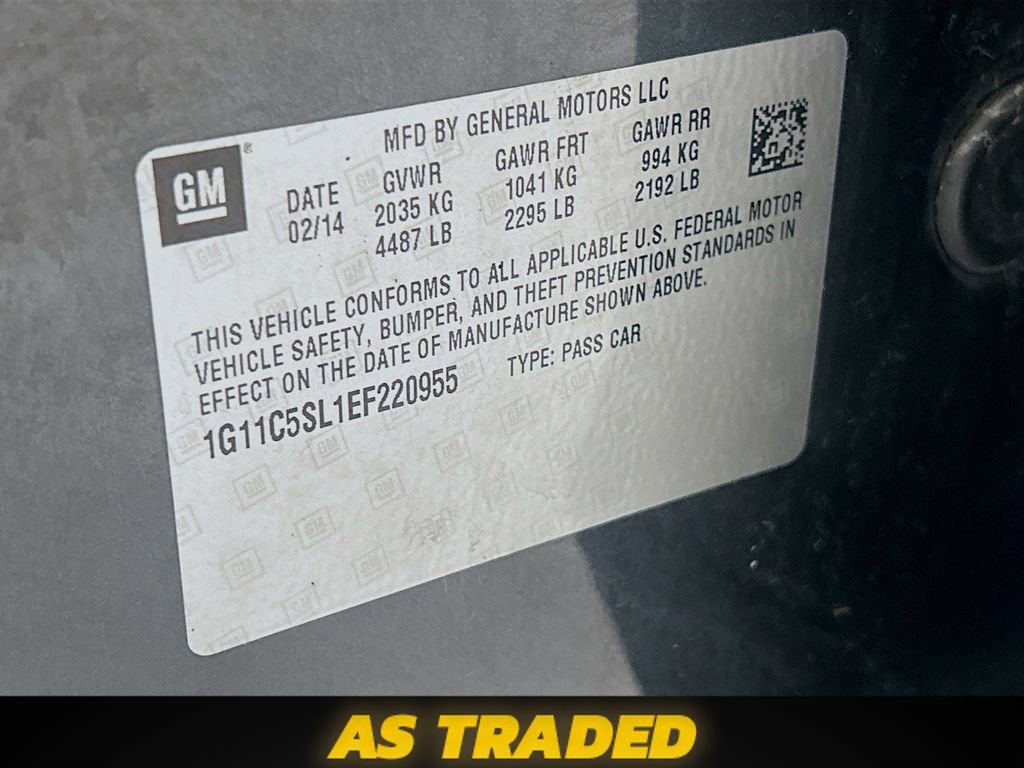 GM
MFD BY GENERAL MOTORS LLC
DATE GVWR GAWR FRT GAWR RR
02/14 2035 KG 1041 KG 994 KG
4487 LB 2295 LB 2192 LB
THIS VEHICLE CONFORMS TO ALL APPLICABLE U.S. FEDERAL MOTOR
VEHICLE SAFETY, BUMPER, AND THEFT PREVENTION STANDARDS IN
EFFECT ON THE DATE OF MANUFACTURE SHOWN ABOVE.
1G11C5SL1EF220955 TYPE: PASS CAR
AS TRADED